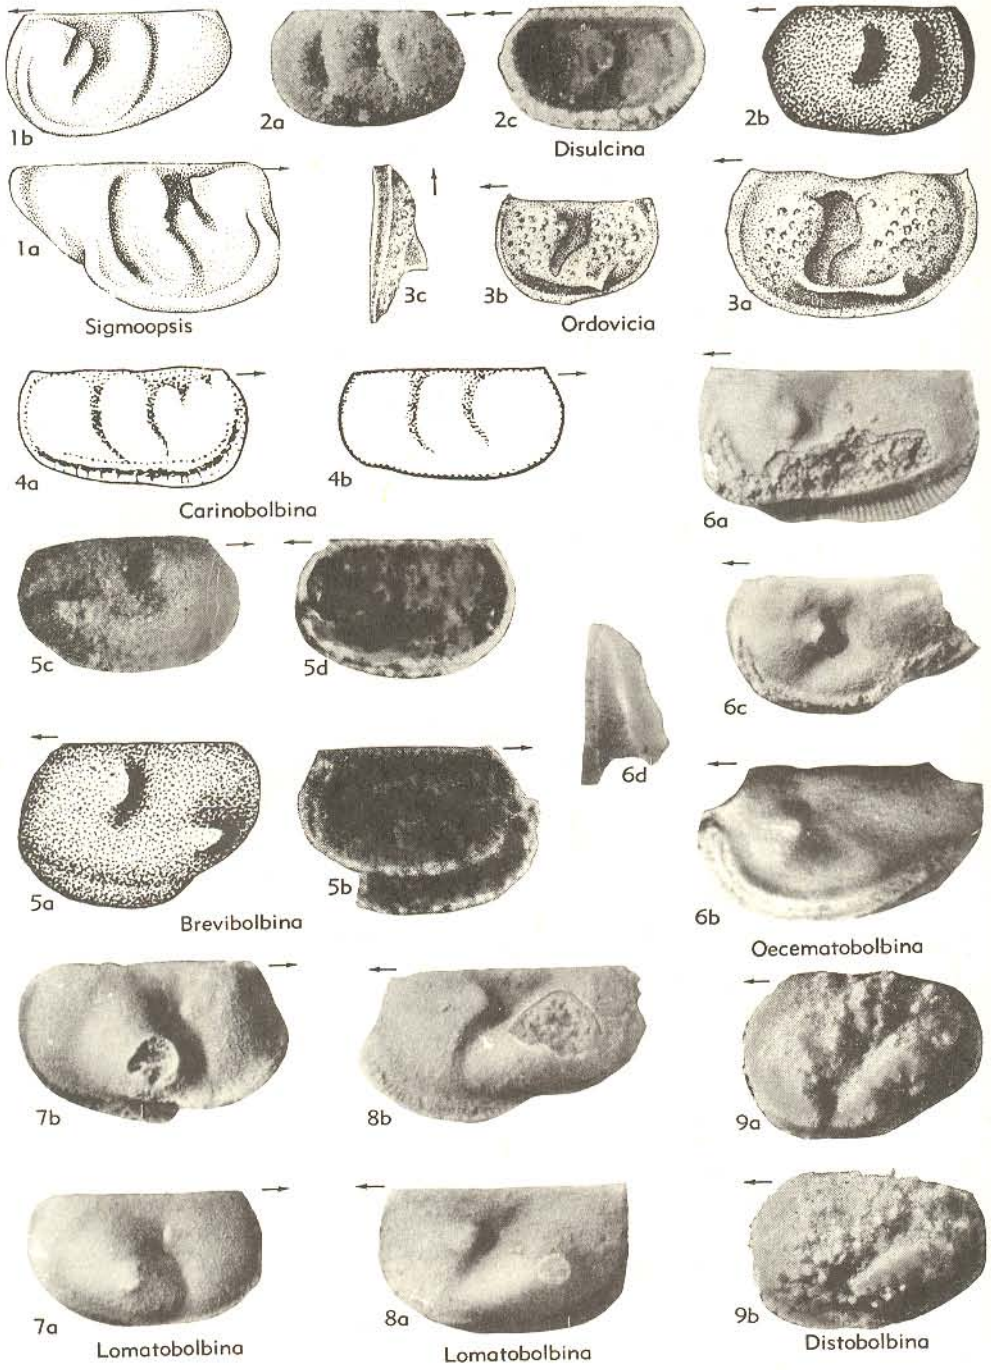 1b
2a
2c
2b
Disulcina
1a
3c
3b
3a
Sigmoopsis
Ordovicia
4a
4b
Carinobolbina
6a
5c
5d
6c
6d
5a
5b
6b
Brevibolbina
Oecematobolbina
7b
8b
9a
7a
8a
9b
Lomatobolbina
Lomatobolbina
Distobolbina